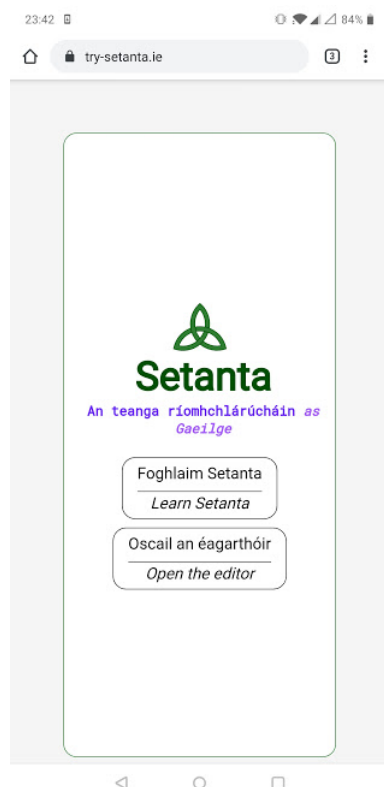 23:42
84%
try-setanta.ie
3
Setanta
An teanga ríomhchlárúcháin as
Gaeilge
Foghlaim Setanta
Learn Setanta
Oscail an éagarthóir
Open the editor